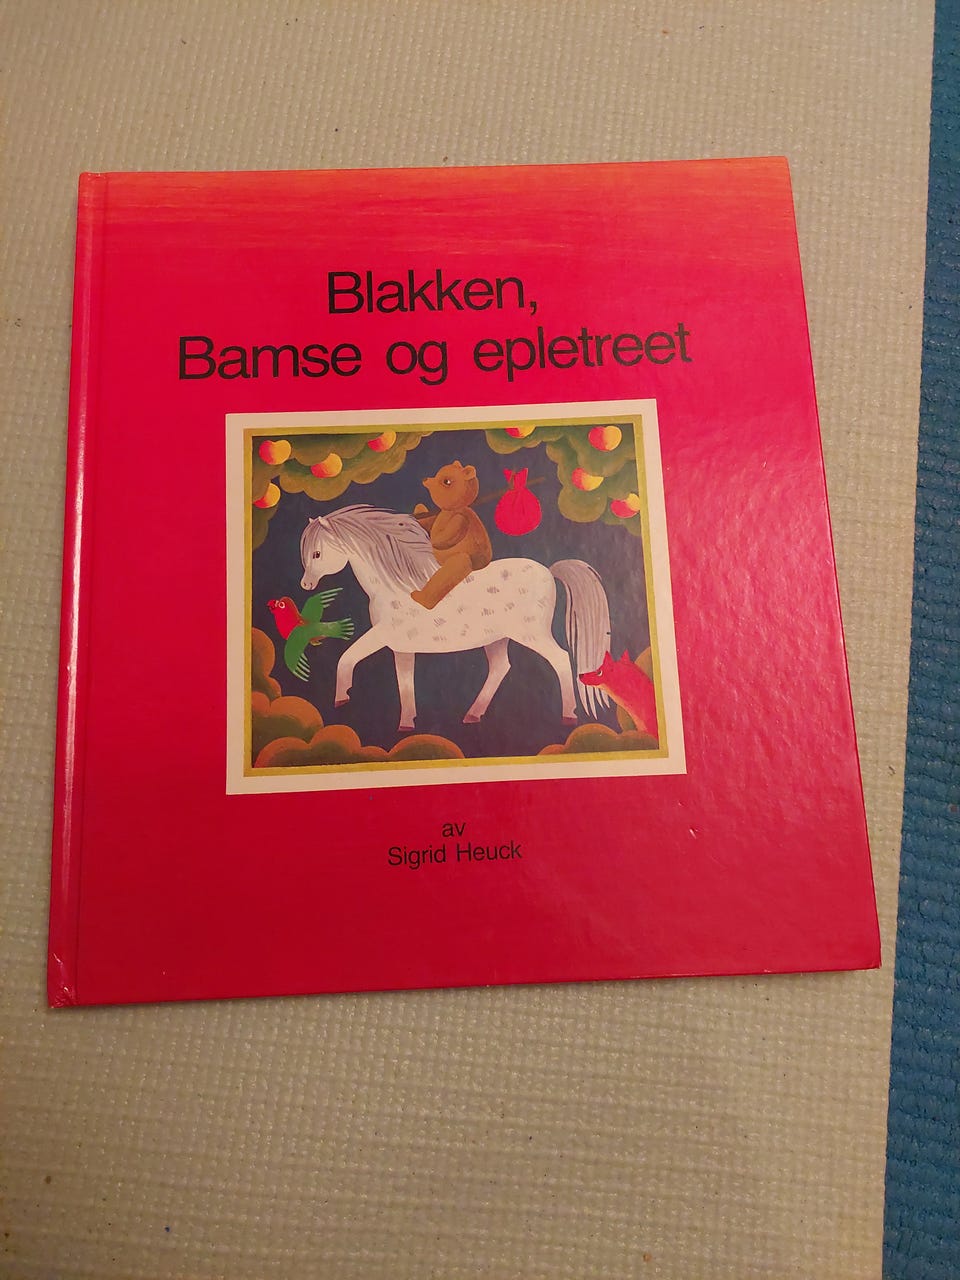 Blakken,
Bamse og epletreet
av
Sigrid Heuck